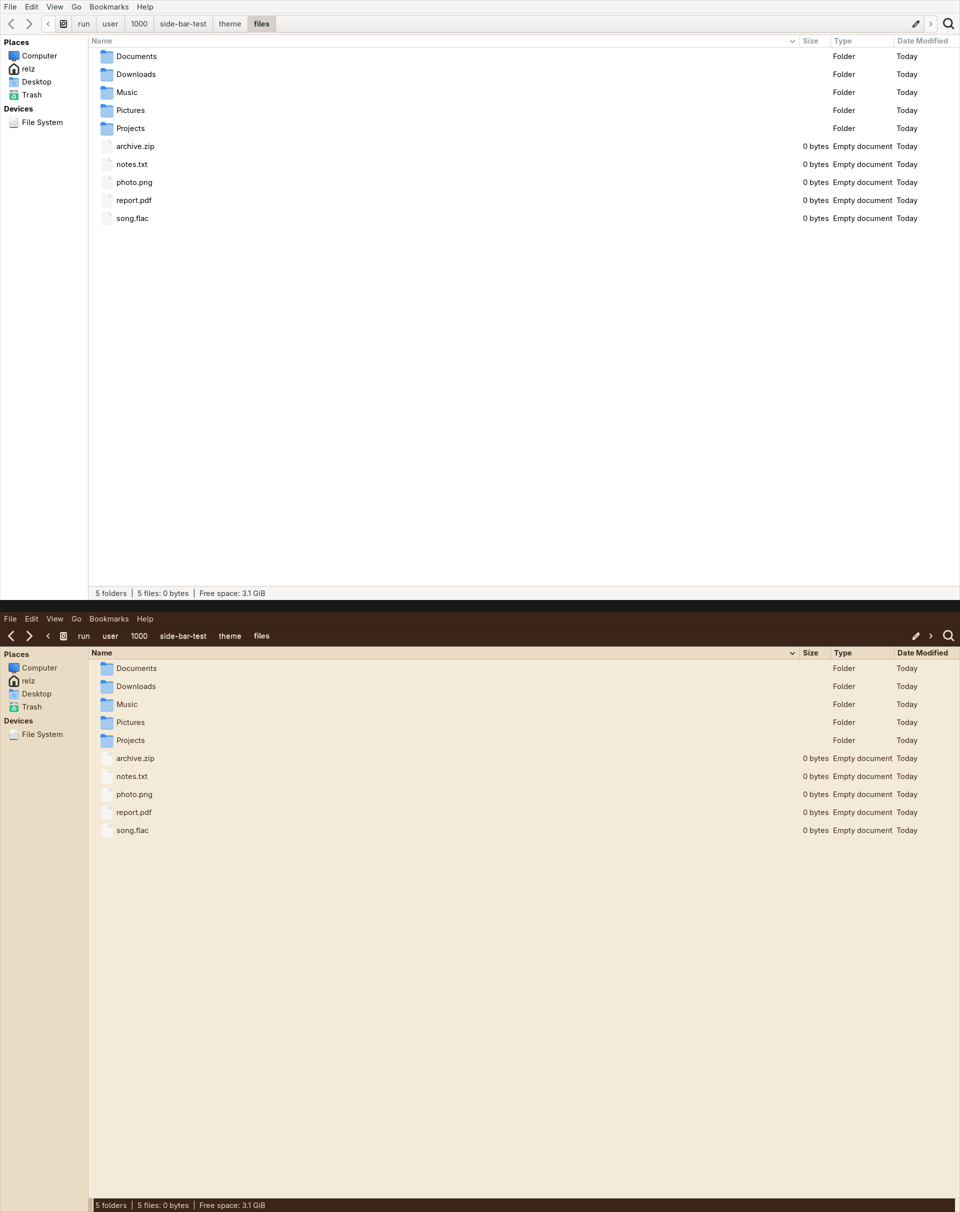 File Edit View Go Bookmarks Help
run user 1000 side-bar-test theme files
Places
Computer
relz
Desktop
Trash
Devices
File System
Name Size Type Date Modified
Documents Folder Today
Downloads Folder Today
Music Folder Today
Pictures Folder Today
Projects Folder Today
archive.zip 0 bytes Empty document Today
notes.txt 0 bytes Empty document Today
photo.png 0 bytes Empty document Today
report.pdf 0 bytes Empty document Today
song.flac 0 bytes Empty document Today
5 folders | 5 files: 0 bytes | Free space: 3.1 GiB
File Edit View Go Bookmarks Help
run user 1000 side-bar-test theme files
Places
Computer
relz
Desktop
Trash
Devices
File System
Name Size Type Date Modified
Documents Folder Today
Downloads Folder Today
Music Folder Today
Pictures Folder Today
Projects Folder Today
archive.zip 0 bytes Empty document Today
notes.txt 0 bytes Empty document Today
photo.png 0 bytes Empty document Today
report.pdf 0 bytes Empty document Today
song.flac 0 bytes Empty document Today
5 folders | 5 files: 0 bytes | Free space: 3.1 GiB